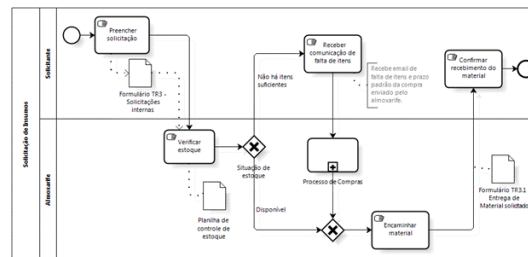 Solicitação de Insumos
Solicitante
Almoxarife
Preencher
solicitação
Formulário TR3 -
Solicitações
internas
Verificar
estoque
Planilha de
controle de
estoque
Não há itens
suficientes
Situação de
estoque
Disponível
Receber
comunicação de
falta de itens
Recebe email de
falta de itens e prazo
padrão da compra
enviado pelo
almoxarife.
Processo de Compras
Encaminhar
material
Confirmar
recebimento do
material
Formulário TR3.1
Entrega de
Material solicitado